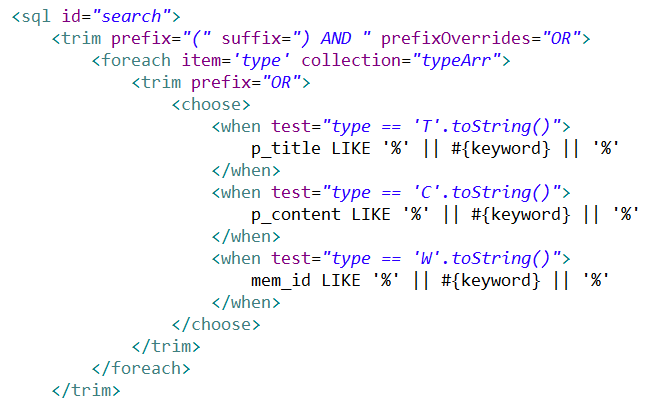 <sql id="search">
    <trim prefix="(" suffix=") AND " prefixOverrides="OR">
        <foreach item='type' collection="typeArr">
            <trim prefix="OR">
                <choose>
                    <when test="type == 'T'.toString()">
                        p_title LIKE '%' || #{keyword} || '%'
                    </when>
                    <when test="type == 'C'.toString()">
                        p_content LIKE '%' || #{keyword} || '%'
                    </when>
                    <when test="type == 'W'.toString()">
                        mem_id LIKE '%' || #{keyword} || '%'
                    </when>
                </choose>
            </trim>
        </foreach>
    </trim>